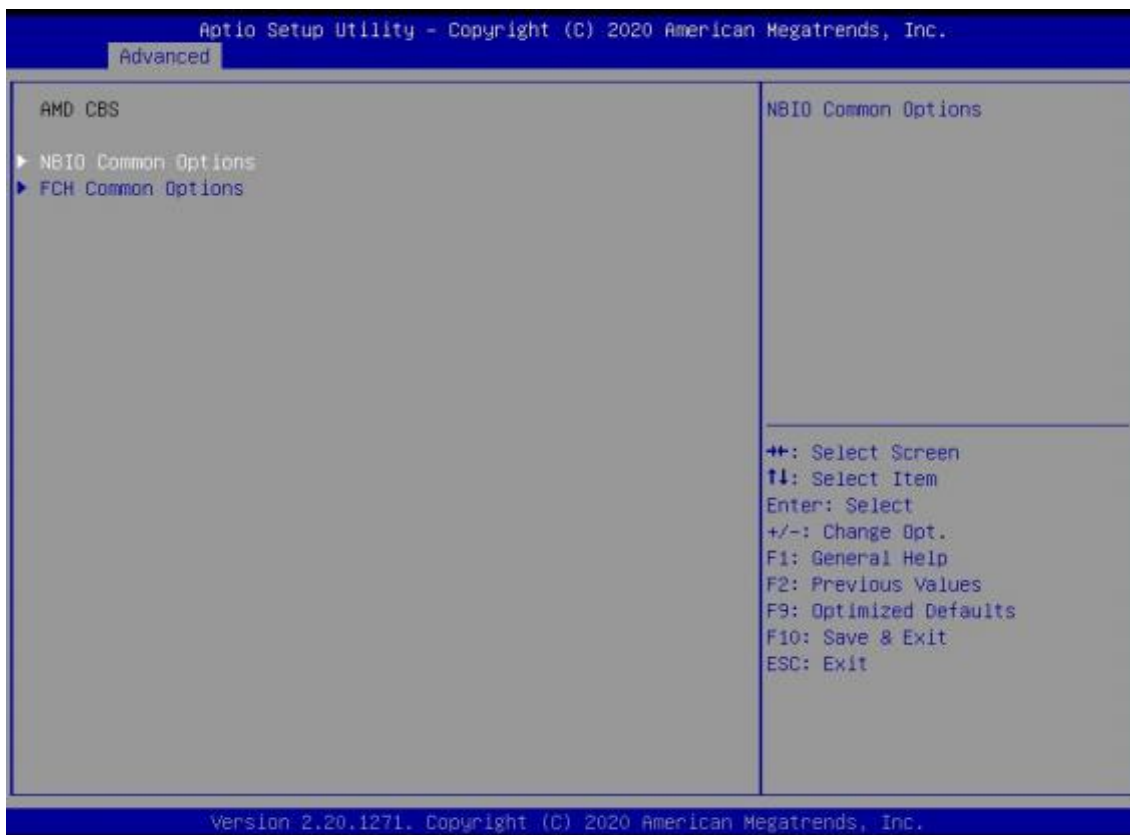 Aptio Setup Utility - Copyright (C) 2020 American Megatrends, Inc.
Advanced
AMD CBS
NBIO Common Options
FCH Common Options
NBIO Common Options
→←: Select Screen
↑↓: Select Item
Enter: Select
+/-: Change Opt.
F1: General Help
F2: Previous Values
F9: Optimized Defaults
F10: Save & Exit
ESC: Exit
Version 2.20.1271. Copyright (C) 2020 American Megatrends, Inc.